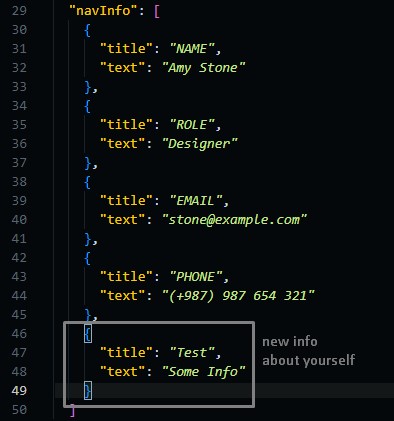 29 "navInfo": [
30 {
31 "title": "NAME",
32 "text": "Amy Stone"
33 },
34 {
35 "title": "ROLE",
36 "text": "Designer"
37 },
38 {
39 "title": "EMAIL",
40 "text": "stone@example.com"
41 },
42 {
43 "title": "PHONE",
44 "text": "(+987) 987 654 321"
45 },
46 {
47 "title": "Test",
48 "text": "Some Info"
49 }
50 ]
new info
about yourself